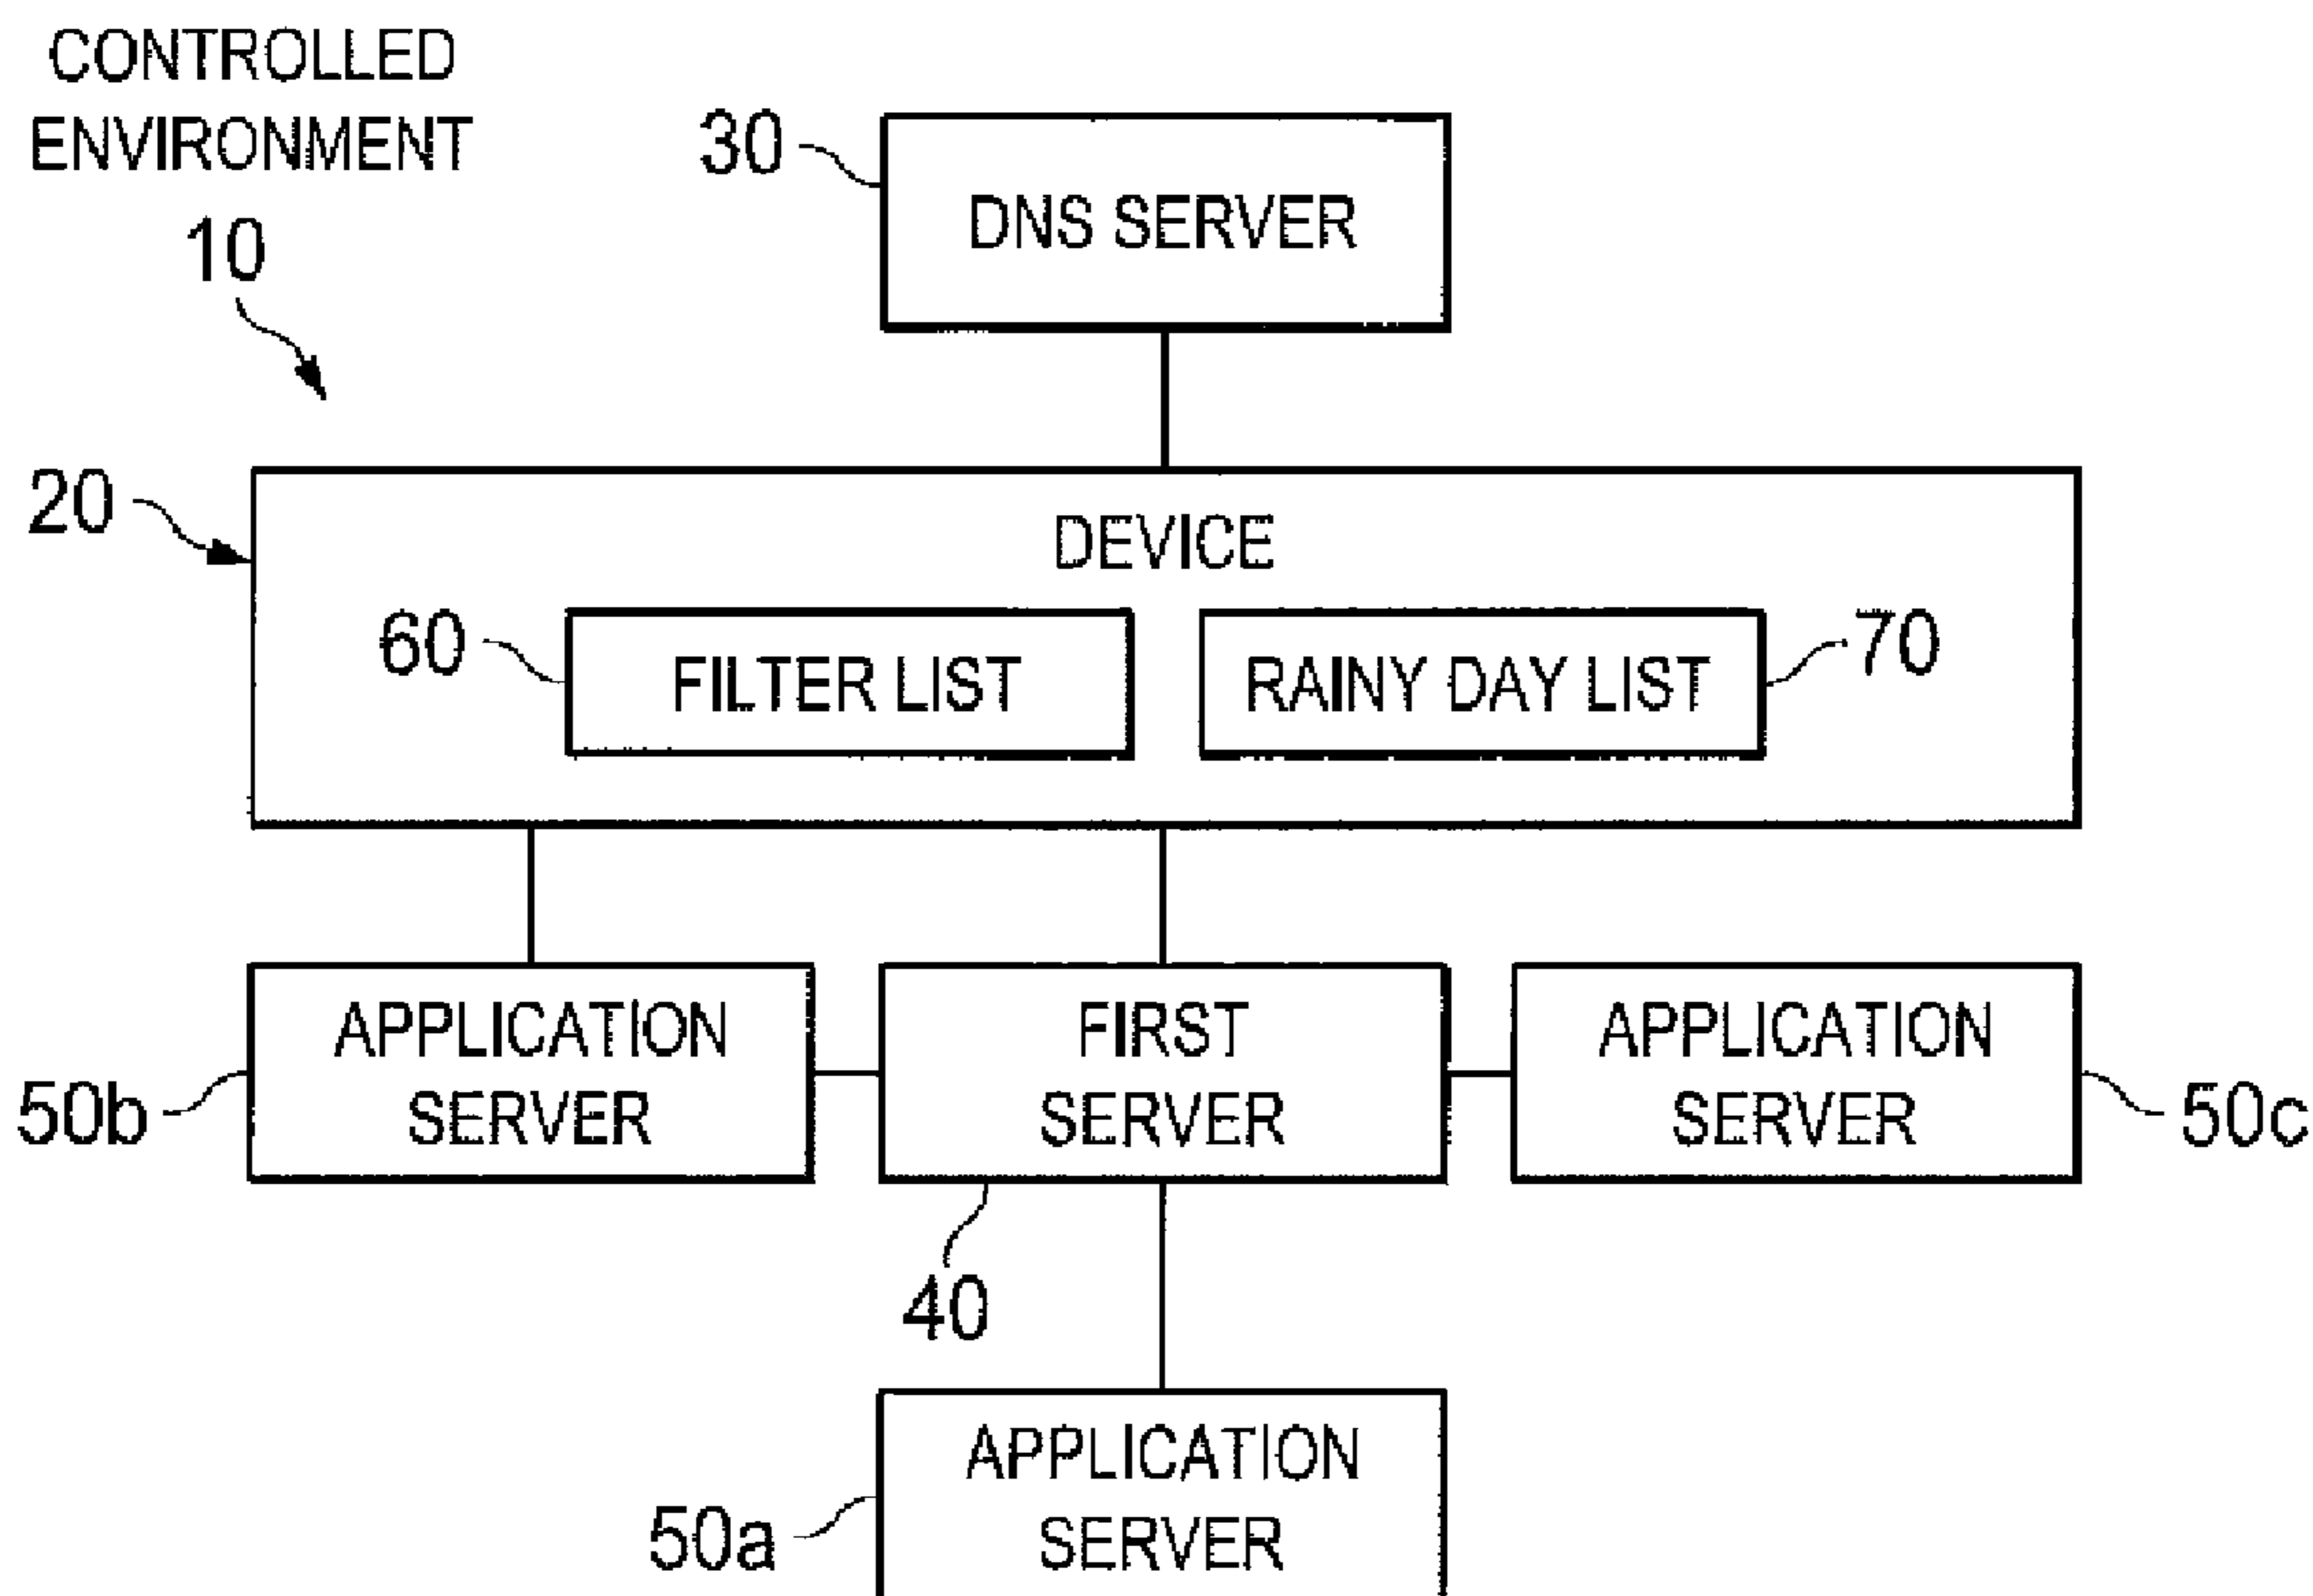 CONTROLLED
ENVIRONMENT
10
30
DNS SERVER
20
DEVICE
60
FILTER LIST
RAINY DAY LIST
70
APPLICATION
SERVER
50b
FIRST
SERVER
40
APPLICATION
SERVER
50c
APPLICATION
SERVER
50a